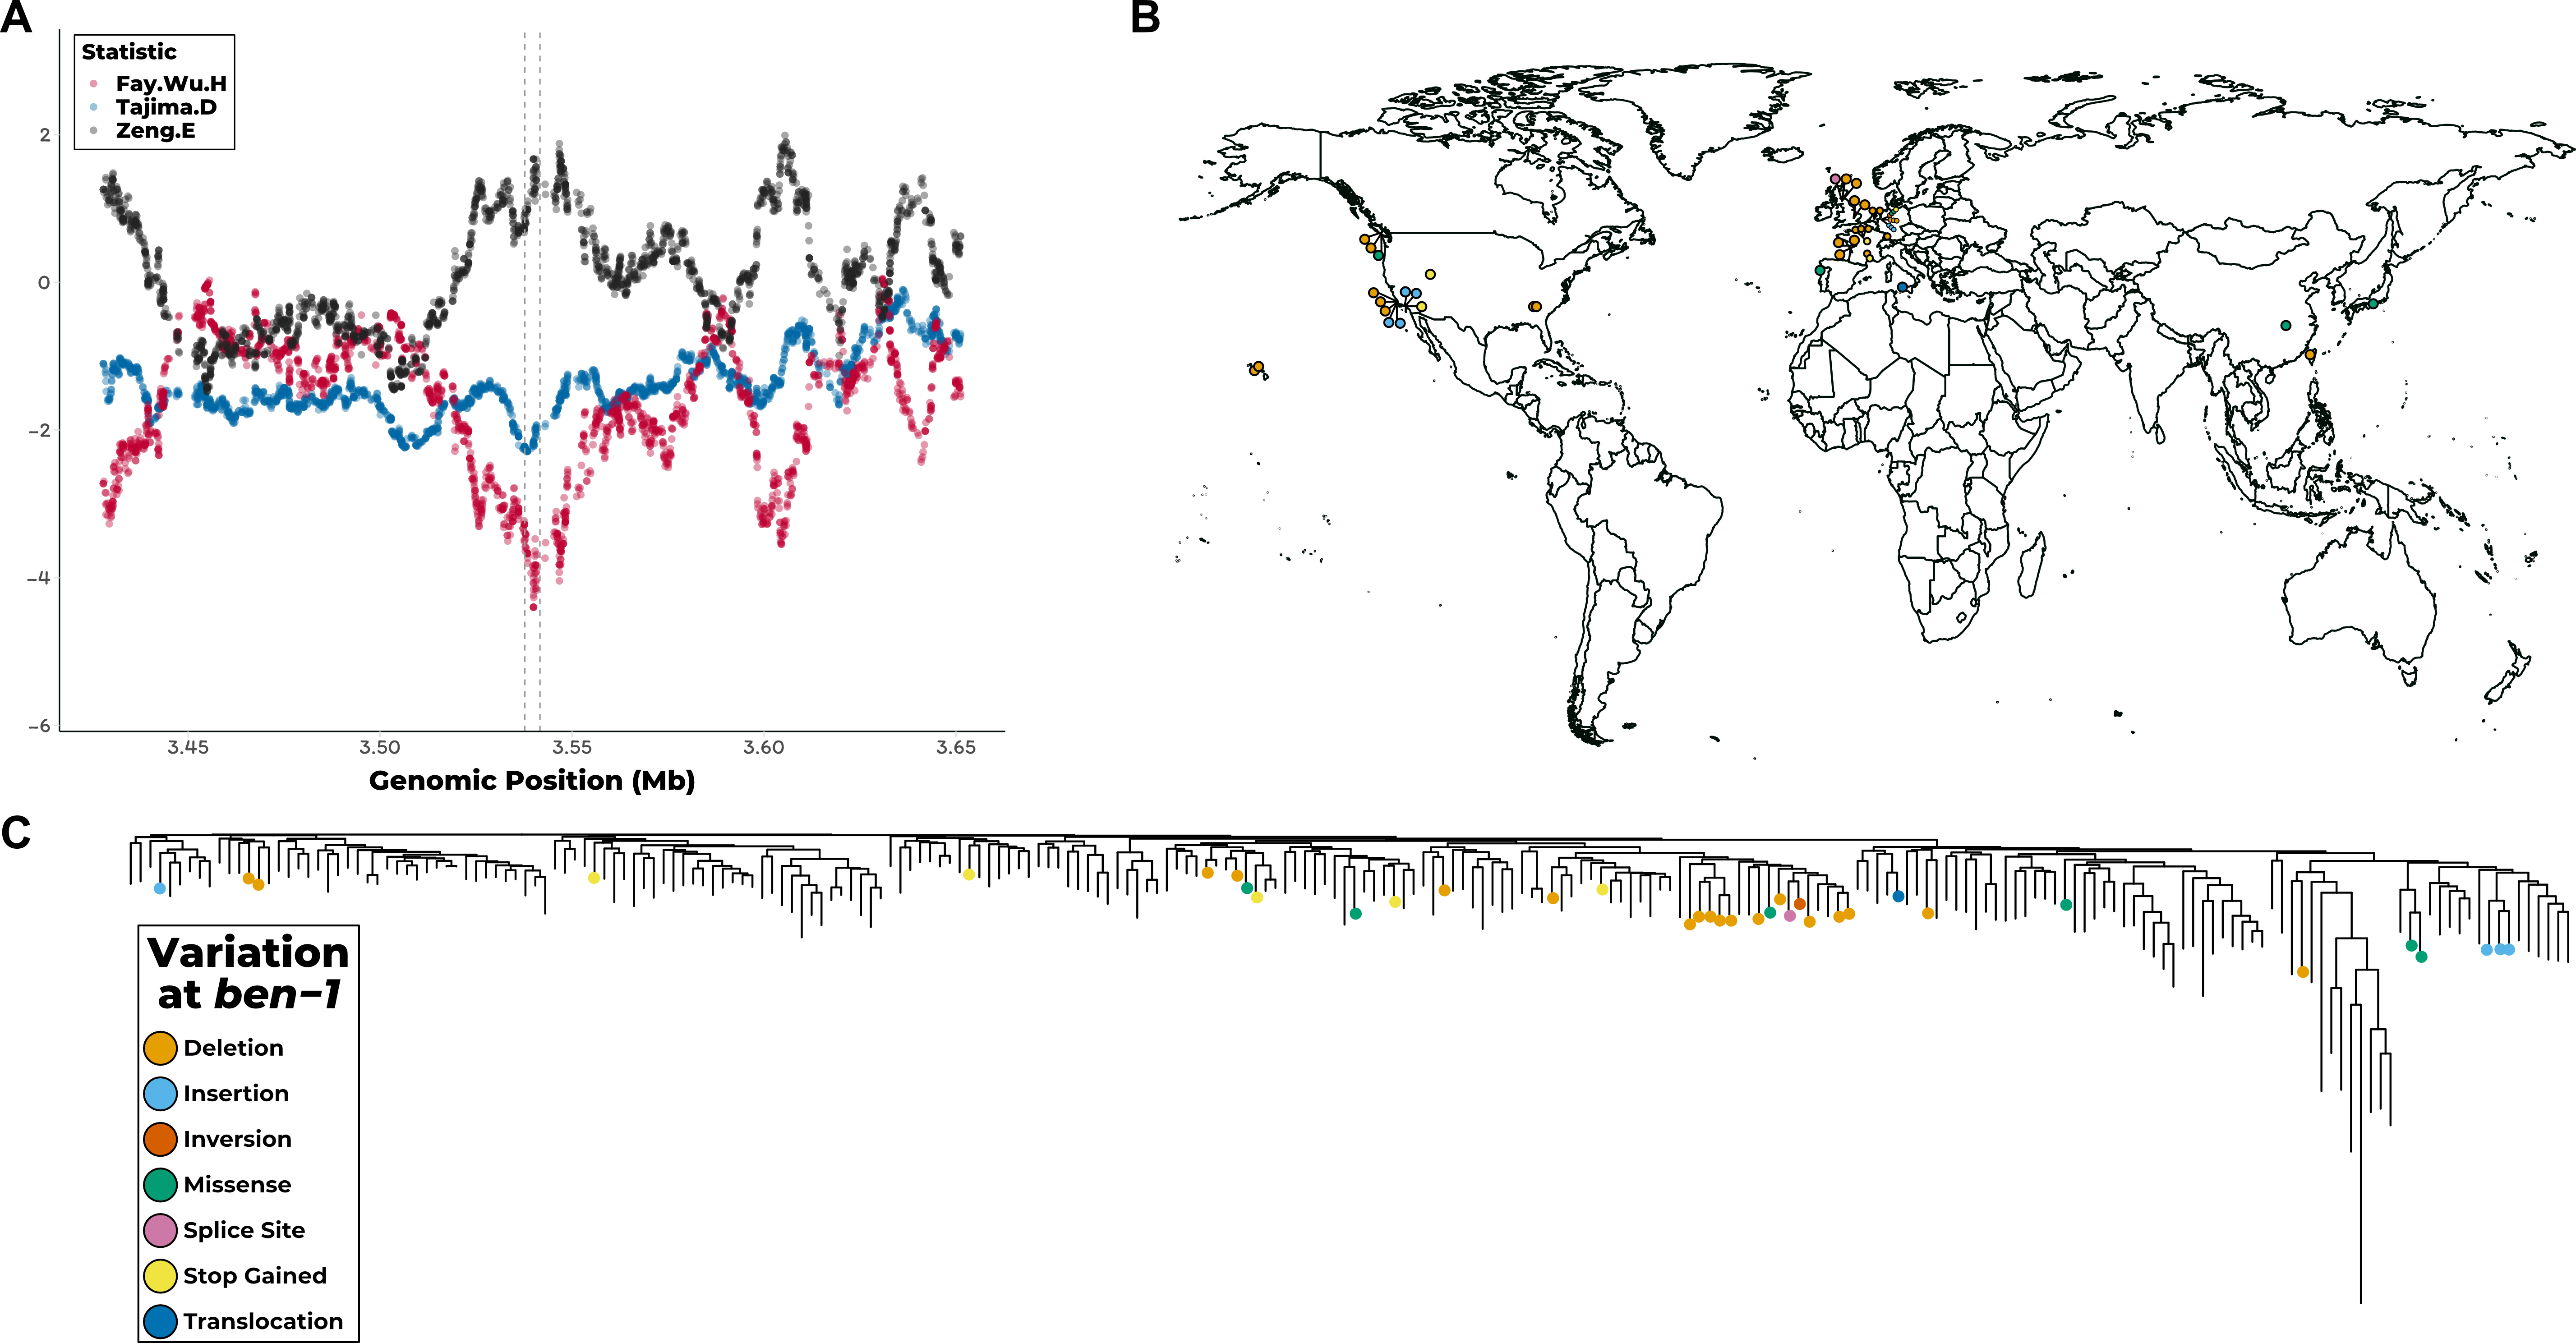 A
B
Statistic
Fay.Wu.H
Tajima.D
Zeng.E
2
0
−2
−4
−6
3.45 3.50 3.55 3.60 3.65
Genomic Position (Mb)
C
Variation
at ben−1
Deletion
Insertion
Inversion
Missense
Splice Site
Stop Gained
Translocation